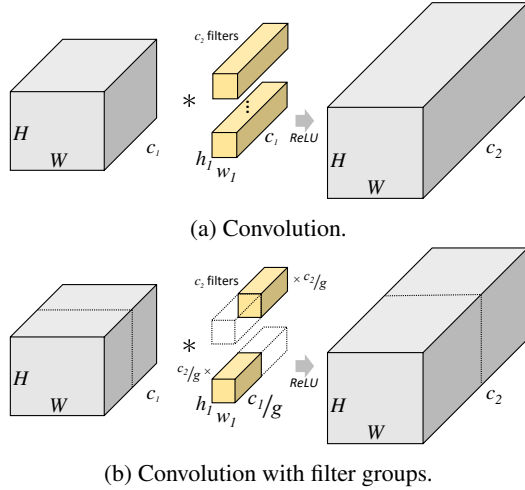 c₂ filters
H
W
c₁
*
h₁ w₁
c₁
ReLU
H
W
c₂
(a) Convolution.
c₂ filters
× c₂/g
H
W
c₁
*
c₂/g ×
h₁ w₁
c₁/g
ReLU
H
W
c₂
(b) Convolution with filter groups.